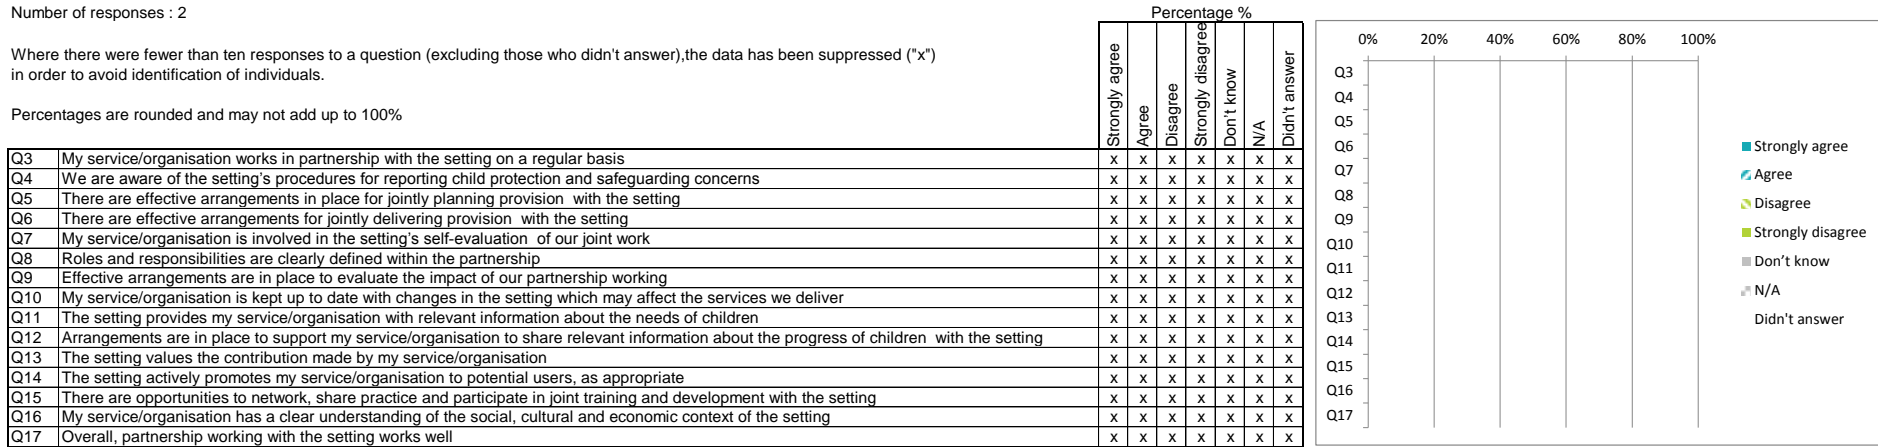 Number of responses : 2
Percentage %
Where there were fewer than ten responses to a question (excluding those who didn't answer),the data has been suppressed ("x")
in order to avoid identification of individuals.
Percentages are rounded and may not add up to 100%
Strongly agree
Agree
Disagree
Strongly disagree
Don't know
N/A
Didn't answer
Q3 My service/organisation works in partnership with the setting on a regular basis x x x x x x x
Q4 We are aware of the setting’s procedures for reporting child protection and safeguarding concerns x x x x x x x
Q5 There are effective arrangements in place for jointly planning provision with the setting x x x x x x x
Q6 There are effective arrangements for jointly delivering provision with the setting x x x x x x x
Q7 My service/organisation is involved in the setting’s self-evaluation of our joint work x x x x x x x
Q8 Roles and responsibilities are clearly defined within the partnership x x x x x x x
Q9 Effective arrangements are in place to evaluate the impact of our partnership working x x x x x x x
Q10 My service/organisation is kept up to date with changes in the setting which may affect the services we deliver x x x x x x x
Q11 The setting provides my service/organisation with relevant information about the needs of children x x x x x x x
Q12 Arrangements are in place to support my service/organisation to share relevant information about the progress of children with the setting x x x x x x x
Q13 The setting values the contribution made by my service/organisation x x x x x x x
Q14 The setting actively promotes my service/organisation to potential users, as appropriate x x x x x x x
Q15 There are opportunities to network, share practice and participate in joint training and development with the setting x x x x x x x
Q16 My service/organisation has a clear understanding of the social, cultural and economic context of the setting x x x x x x x
Q17 Overall, partnership working with the setting works well x x x x x x x
0% 20% 40% 60% 80% 100%
Q3
Q4
Q5
Q6
Q7
Q8
Q9
Q10
Q11
Q12
Q13
Q14
Q15
Q16
Q17
Strongly agree
Agree
Disagree
Strongly disagree
Don’t know
N/A
Didn't answer